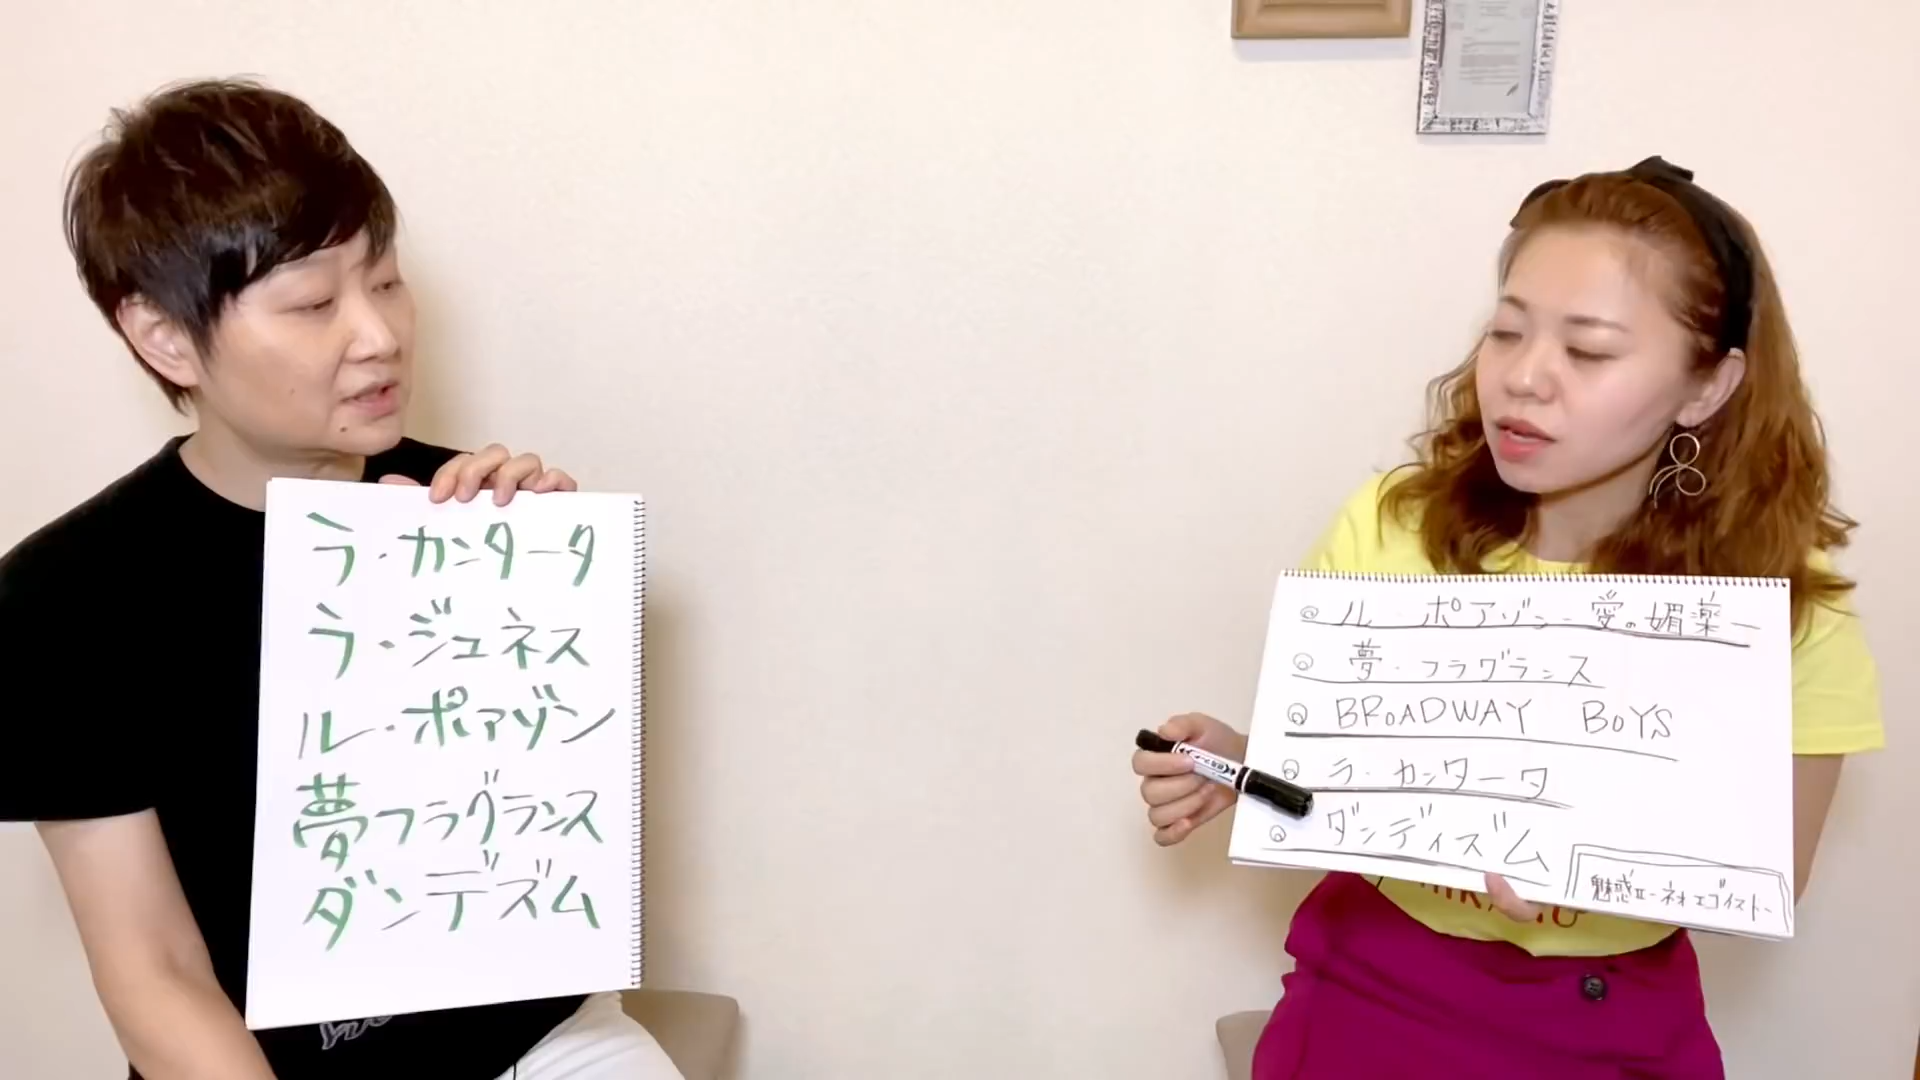 ラ・カンタータ
ラ・ジュネス
ル・ポァゾン
夢フラグランス
ダンデズム
ル・ポアゾン-愛の媚薬-
夢・フラグランス
BROADWAY BOYS
ラ・カンタータ
ダンディズム
魅惑II-ネオエゴイスト-